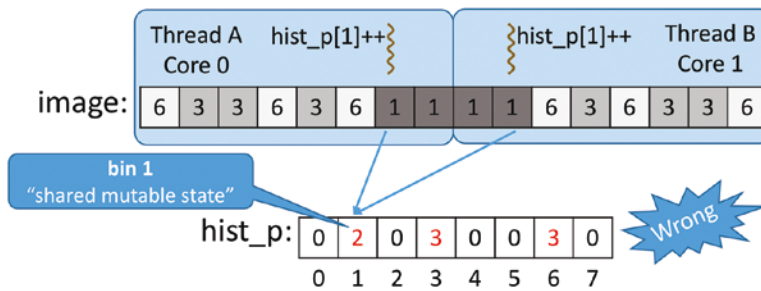 Thread A hist_p[1]++ hist_p[1]++ Thread B
Core 0 Core 1
image: 6 3 3 6 3 6 1 1 1 1 6 3 6 3 3 6
bin 1
"shared mutable state"
hist_p: 0 2 0 3 0 0 3 0
Wrong
0 1 2 3 4 5 6 7